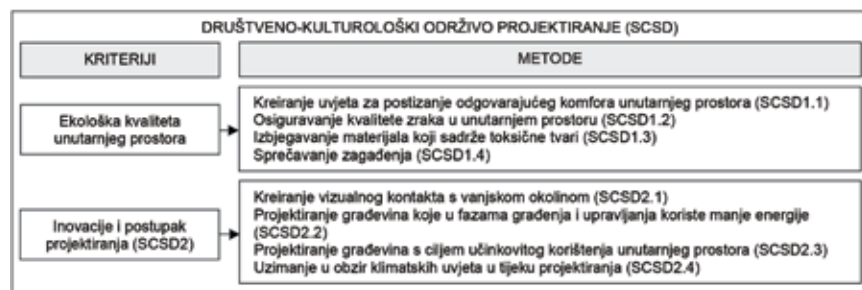 DRUŠTVENO-KULTUROLOŠKI ODRŽIVO PROJEKTIRANJE (SCSD)
KRITERIJI
METODE
Ekološka kvaliteta
unutarnjeg prostora
Kreiranje uvjeta za postizanje odgovarajućeg komfora unutarnjeg prostora (SCSD1.1)
Osiguravanje kvalitete zraka u unutarnjem prostoru (SCSD1.2)
Izbjegavanje materijala koji sadrže toksične tvari (SCSD1.3)
Sprečavanje zagađenja (SCSD1.4)
Inovacije i postupak
projektiranja (SCSD2)
Kreiranje vizualnog kontakta s vanjskom okolinom (SCSD2.1)
Projektiranje građevina koje u fazama građenja i upravljanja koriste manje energije
(SCSD2.2)
Projektiranje građevina s ciljem učinkovitog korištenja unutarnjeg prostora (SCSD2.3)
Uzimanje u obzir klimatskih uvjeta u tijeku projektiranja (SCSD2.4)